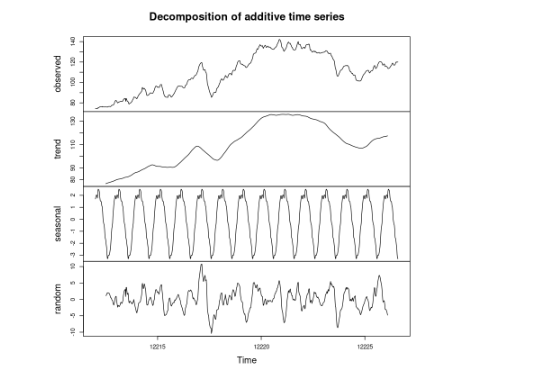 Decomposition of additive time series
observed
80 100 120 140
trend
80 90 110 130
seasonal
-3 -2 -1 0 1 2
random
-10 -5 0 5 10
12215 12220 12225
Time